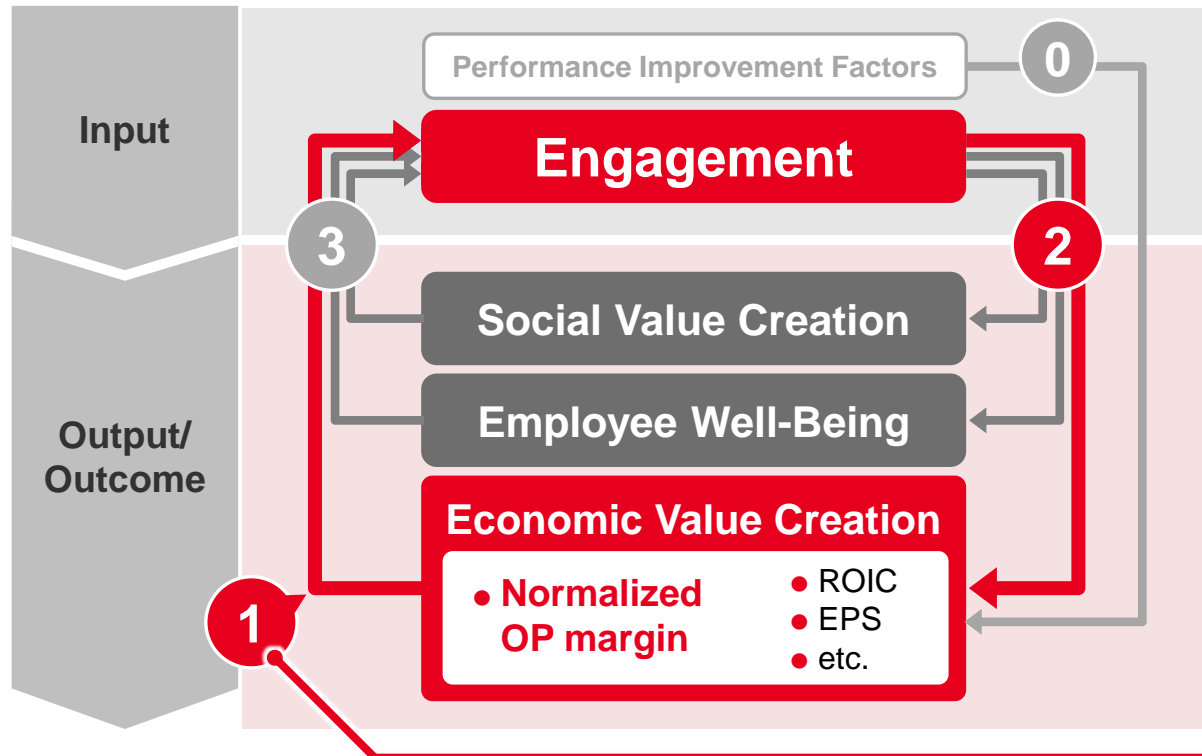 Performance Improvement Factors
0
Input
Engagement
3
2
Social Value Creation
Employee Well-Being
Output/
Outcome
Economic Value Creation
● Normalized
OP margin
● ROIC
● EPS
● etc.
1